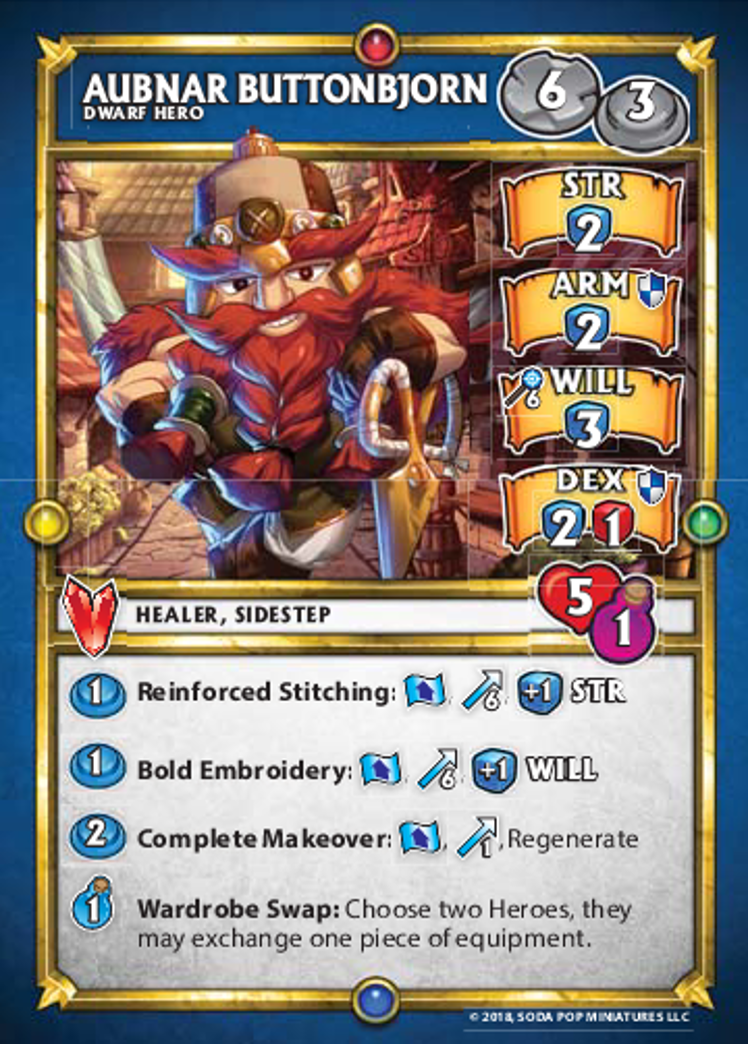 AUBNAR BUTTONBJORN
DWARF HERO
6
3
STR
2
ARM
2
6 WILL
3
DEX
2 1
5
1
HEALER, SIDESTEP
1 Reinforced Stitching: , 6 +1 STR
1 Bold Embroidery: , 6 +1 WILL
2 Complete Makeover: , 1, Regenerate
1 Wardrobe Swap: Choose two Heroes, they
may exchange one piece of equipment.
© 2018, SODA POP MINIATURES LLC